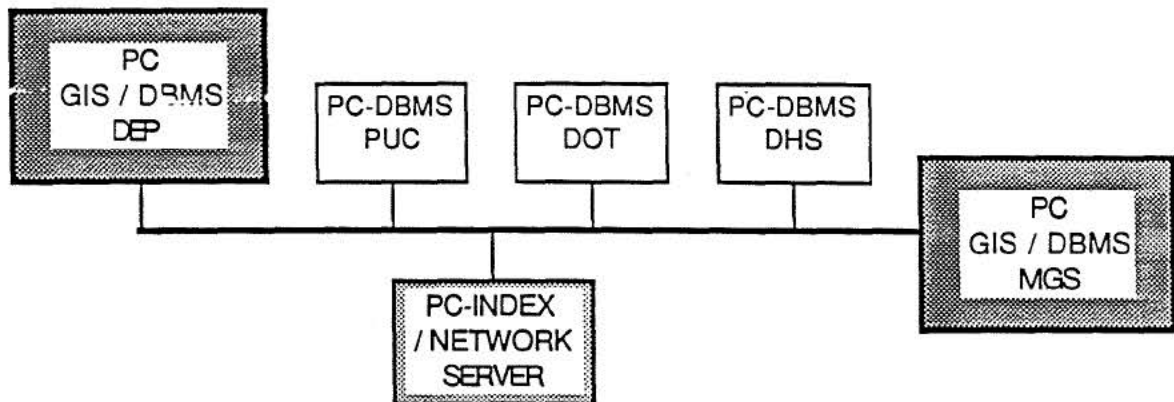 PC
GIS / DBMS
DEP
PC-DBMS
PUC
PC-DBMS
DOT
PC-DBMS
DHS
PC
GIS / DBMS
MGS
PC-INDEX
/ NETWORK
SERVER